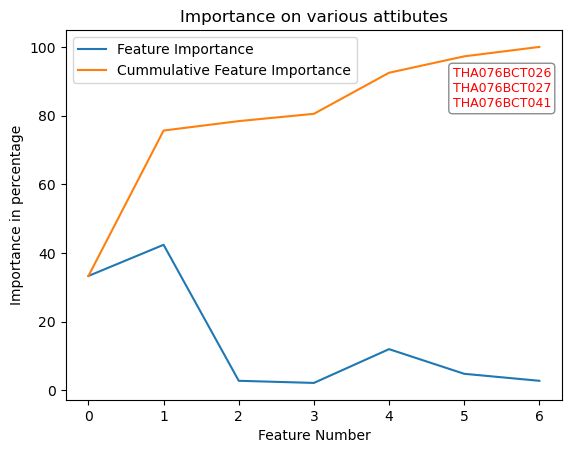 Importance on various attibutes
Feature Importance
Cummulative Feature Importance
THA076BCT026
THA076BCT027
THA076BCT041
Importance in percentage
100
80
60
40
20
0
0 1 2 3 4 5 6
Feature Number